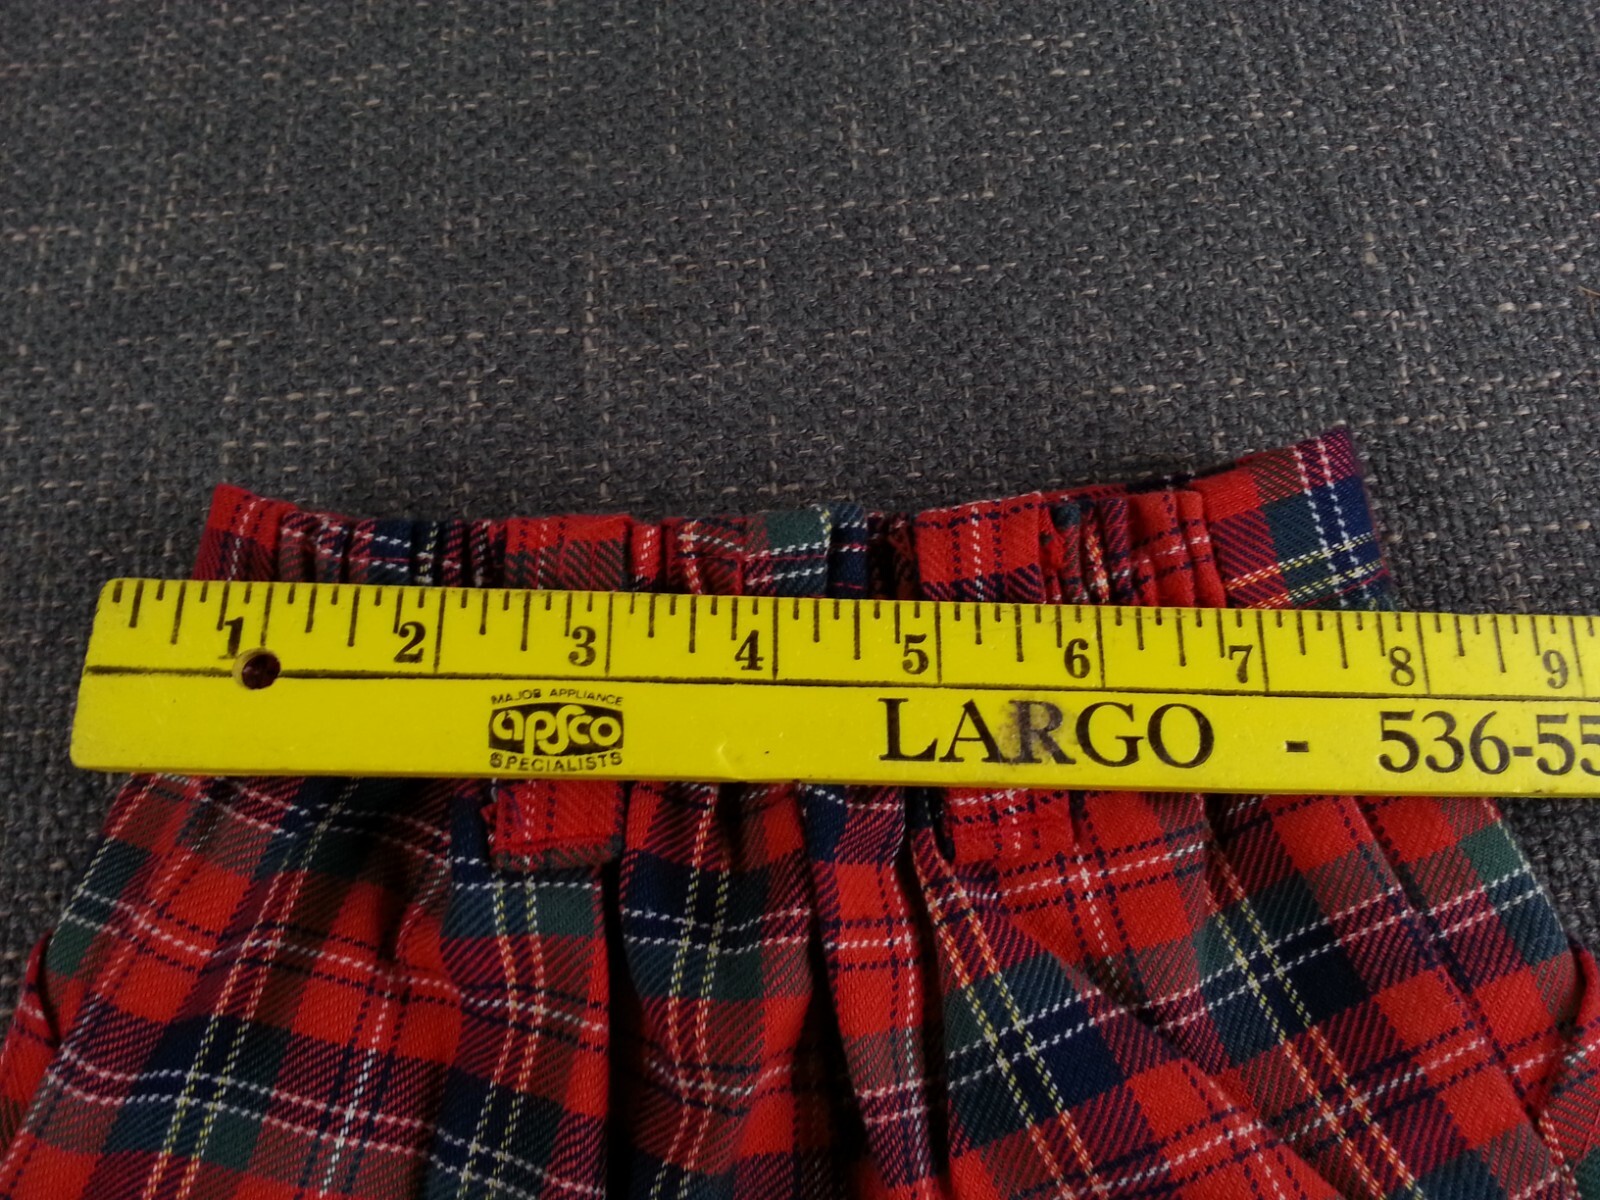 1 2 3 4 5 6 7 8 9
MAJOR APPLIANCE
apsco
SPECIALISTS
LARGO - 536-55